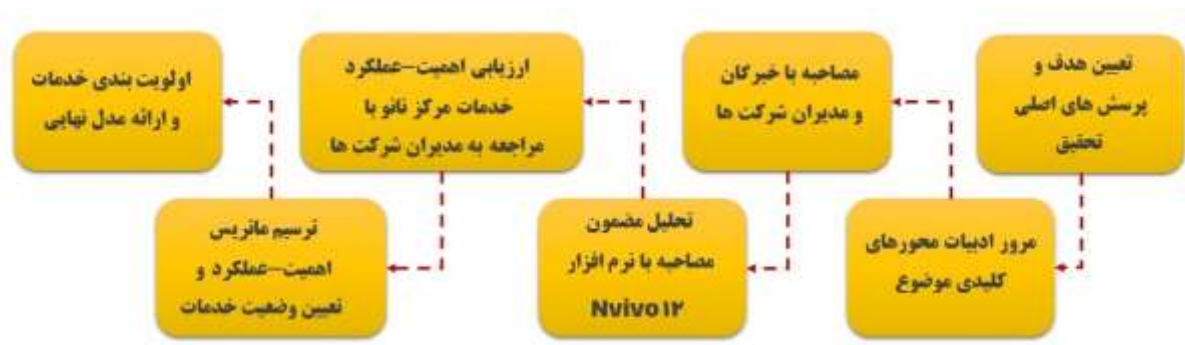 تعیین هدف و
پرسش های اصلی
تحقیق
مرور ادبیات محورهای
کلیدی موضوع
مصاحبه با خبرگان
و مدیران شرکت ها
تحلیل مضمون
مصاحبه با نرم افزار
Nvivo ۱۲
ارزیابی اهمیت-عملکرد
خدمات مرکز نانو با
مراجعه به مدیران شرکت ها
ترسیم ماتریس
اهمیت-عملکرد و
تعیین وضعیت خدمات
اولویت بندی خدمات
و ارائه مدل نهایی